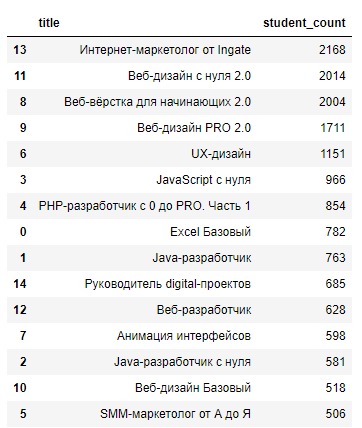 title student_count
13 Интернет-маркетолог от Ingate 2168
11 Веб-дизайн с нуля 2.0 2014
8 Веб-вёрстка для начинающих 2.0 2004
9 Веб-дизайн PRO 2.0 1711
6 UX-дизайн 1151
3 JavaScript с нуля 966
4 PHP-разработчик с 0 до PRO. Часть 1 854
0 Excel Базовый 782
1 Java-разработчик 763
14 Руководитель digital-проектов 685
12 Веб-разработчик 628
7 Анимация интерфейсов 598
2 Java-разработчик с нуля 581
10 Веб-дизайн Базовый 518
5 SMM-маркетолог от А до Я 506